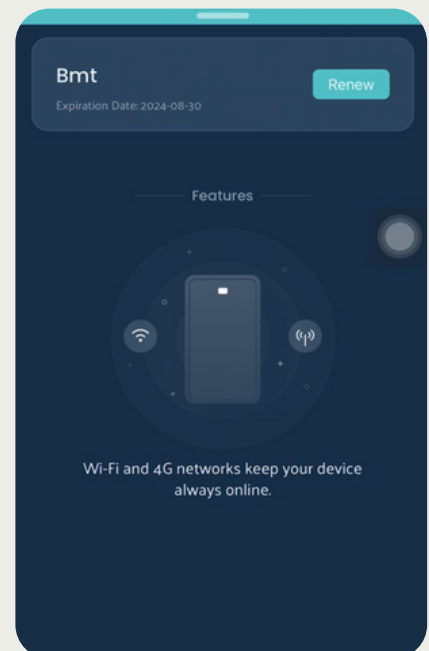 Bmt
Renew
Expiration Date: 2024-08-30
Features
Wi-Fi and 4G networks keep your device
always online.